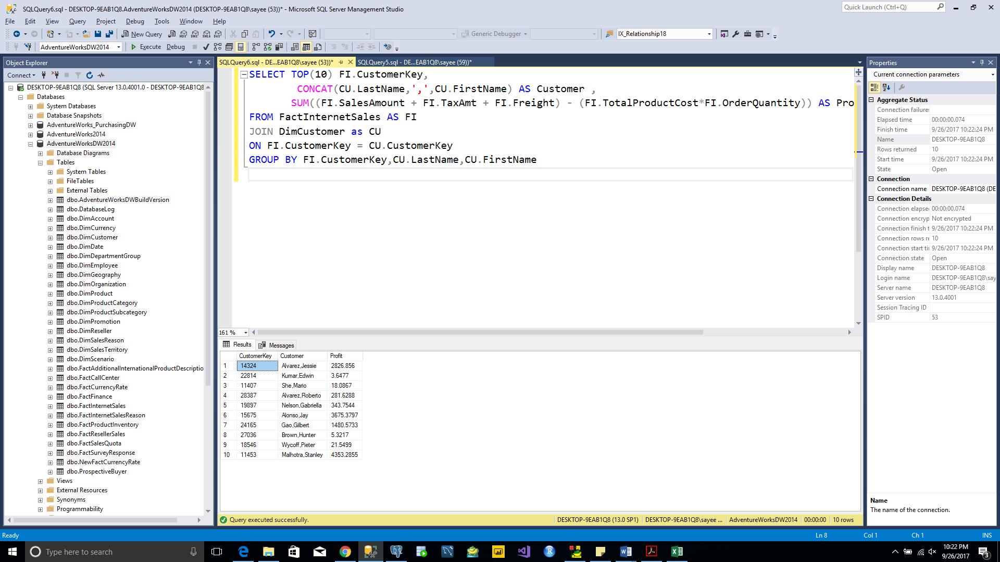 SQLQuery6.sql - DESKTOP-9EAB1Q8.AdventureWorksDW2014 (DESKTOP-9EAB1Q8\sayee (53))* - Microsoft SQL Server Management Studio
Quick Launch (Ctrl+Q)
File Edit View Query Project Debug Tools Window Help
New Query
MDX DMX XMLA DAX
Generic Debugger
IX_Relationship18
AdventureWorksDW2014
Execute Debug
Object Explorer
Connect
DESKTOP-9EAB1Q8 (SQL Server 13.0.4001.0 - DESKTOP-9EAB1Q8
Databases
System Databases
Database Snapshots
AdventureWorks_PurchasingDW
AdventureWorks2014
AdventureWorksDW2014
Database Diagrams
Tables
System Tables
FileTables
External Tables
dbo.AdventureWorksDWBuildVersion
dbo.DatabaseLog
dbo.DimAccount
dbo.DimCurrency
dbo.DimCustomer
dbo.DimDate
dbo.DimDepartmentGroup
dbo.DimEmployee
dbo.DimGeography
dbo.DimOrganization
dbo.DimProduct
dbo.DimProductCategory
dbo.DimProductSubcategory
dbo.DimPromotion
dbo.DimReseller
dbo.DimSalesReason
dbo.DimSalesTerritory
dbo.DimScenario
dbo.FactAdditionalInternationalProductDescriptio
dbo.FactCallCenter
dbo.FactCurrencyRate
dbo.FactFinance
dbo.FactInternetSales
dbo.FactInternetSalesReason
dbo.FactProductInventory
dbo.FactResellerSales
dbo.FactSalesQuota
dbo.FactSurveyResponse
dbo.NewFactCurrencyRate
dbo.ProspectiveBuyer
Views
External Resources
Synonyms
Programmability
SQLQuery6.sql - DE...EAB1Q8\sayee (53))*
SQLQuery5.sql - DE...EAB1Q8\sayee (59))*
SELECT TOP(10) FI.CustomerKey,
CONCAT(CU.LastName,',',CU.FirstName) AS Customer ,
SUM((FI.SalesAmount + FI.TaxAmt + FI.Freight) - (FI.TotalProductCost*FI.OrderQuantity)) AS Pro
FROM FactInternetSales AS FI
JOIN DimCustomer as CU
ON FI.CustomerKey = CU.CustomerKey
GROUP BY FI.CustomerKey,CU.LastName,CU.FirstName
161 %
Results Messages
CustomerKey Customer Profit
1 14324 Alvarez,Jessie 2826.856
2 22814 Kumar,Edwin 3.6477
3 11407 She,Mario 18.0867
4 28387 Alvarez,Roberto 281.6288
5 19897 Nelson,Gabriella 343.7544
6 15675 Alonso,Jay 3675.3797
7 24165 Gao,Gilbert 1480.5733
8 27036 Brown,Hunter 5.3217
9 18546 Wycoff,Pieter 21.5499
10 11453 Malhotra,Stanley 4353.2855
Query executed successfully.
DESKTOP-9EAB1Q8 (13.0 SP1) DESKTOP-9EAB1Q8\sayee ... AdventureWorksDW2014 00:00:00 10 rows
Properties
Current connection parameters
Aggregate Status
Connection failures
Elapsed time 00:00:00.074
Finish time 9/26/2017 10:22:24 PM
Name DESKTOP-9EAB1Q8
Rows returned 10
Start time 9/26/2017 10:22:24 PM
State Open
Connection
Connection name DESKTOP-9EAB1Q8 (DE
Connection Details
Connection elapse 00:00:00.074
Connection encryp Not encrypted
Connection finish t 9/26/2017 10:22:24 PM
Connection rows re 10
Connection start ti 9/26/2017 10:22:24 PM
Connection state Open
Display name DESKTOP-9EAB1Q8
Login name DESKTOP-9EAB1Q8\say
Server name DESKTOP-9EAB1Q8
Server version 13.0.4001
Session Tracing ID
SPID 53
Name
The name of the connection.
Ready
Ln 8 Col 1 Ch 1 INS
Type here to search
10:22 PM
9/26/2017
3